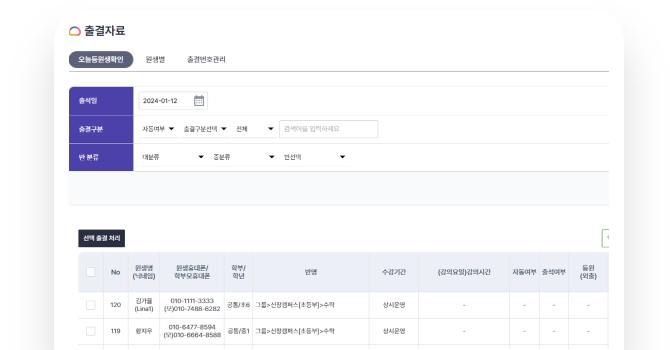 출결자료
오늘등원생확인 원생별 출결번호관리
출석일 2024-01-12
출결구분 자동여부 출결구분선택 전체 검색어를 입력하세요
반 분류 대분류 중분류 반선택
선택 출결 처리
No 원생명 (닉네임) 원생휴대폰/ 학부모휴대폰 학부/ 학년 반명 수강기간 (강의요일)강의시간 자동여부 출석여부 등원 (외출)
120 김가을 (Lina1) 010-1111-3333 (모)010-7488-6282 공통/초6 그룹>신장캠퍼스(초등부)>수학 상시운영 - - - -
119 황지우 010-6477-8594 (모)010-6664-8588 공통/중1 그룹>신장캠퍼스(초등부)>수학 상시운영 - - - -